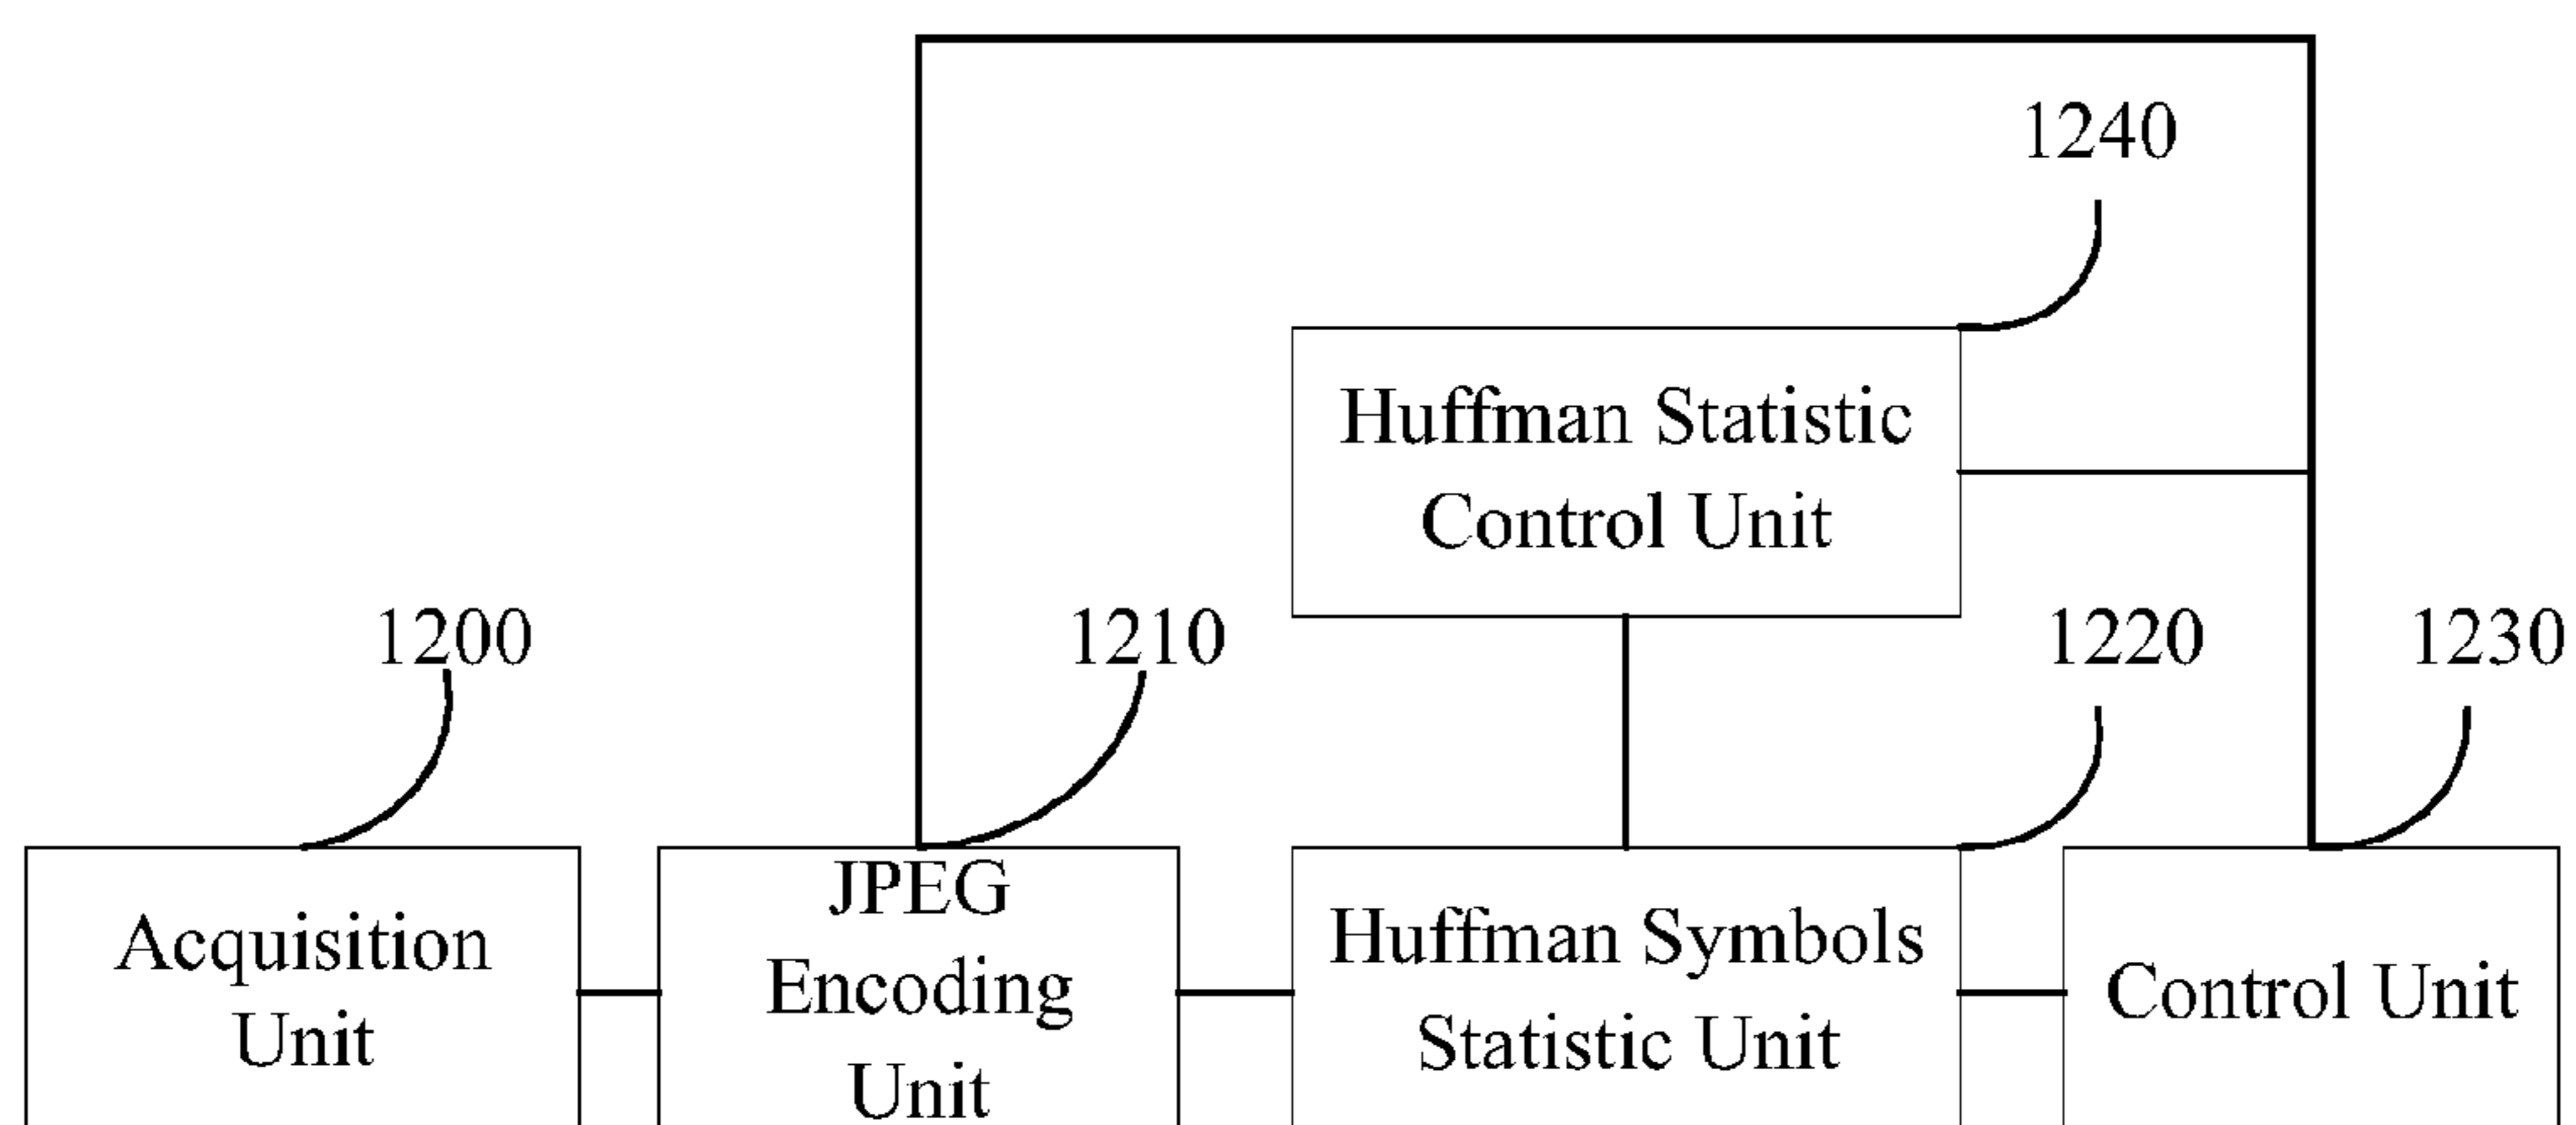 1240
Huffman Statistic
Control Unit
1200
1210
1220
1230
Acquisition
Unit
JPEG
Encoding
Unit
Huffman Symbols
Statistic Unit
Control Unit